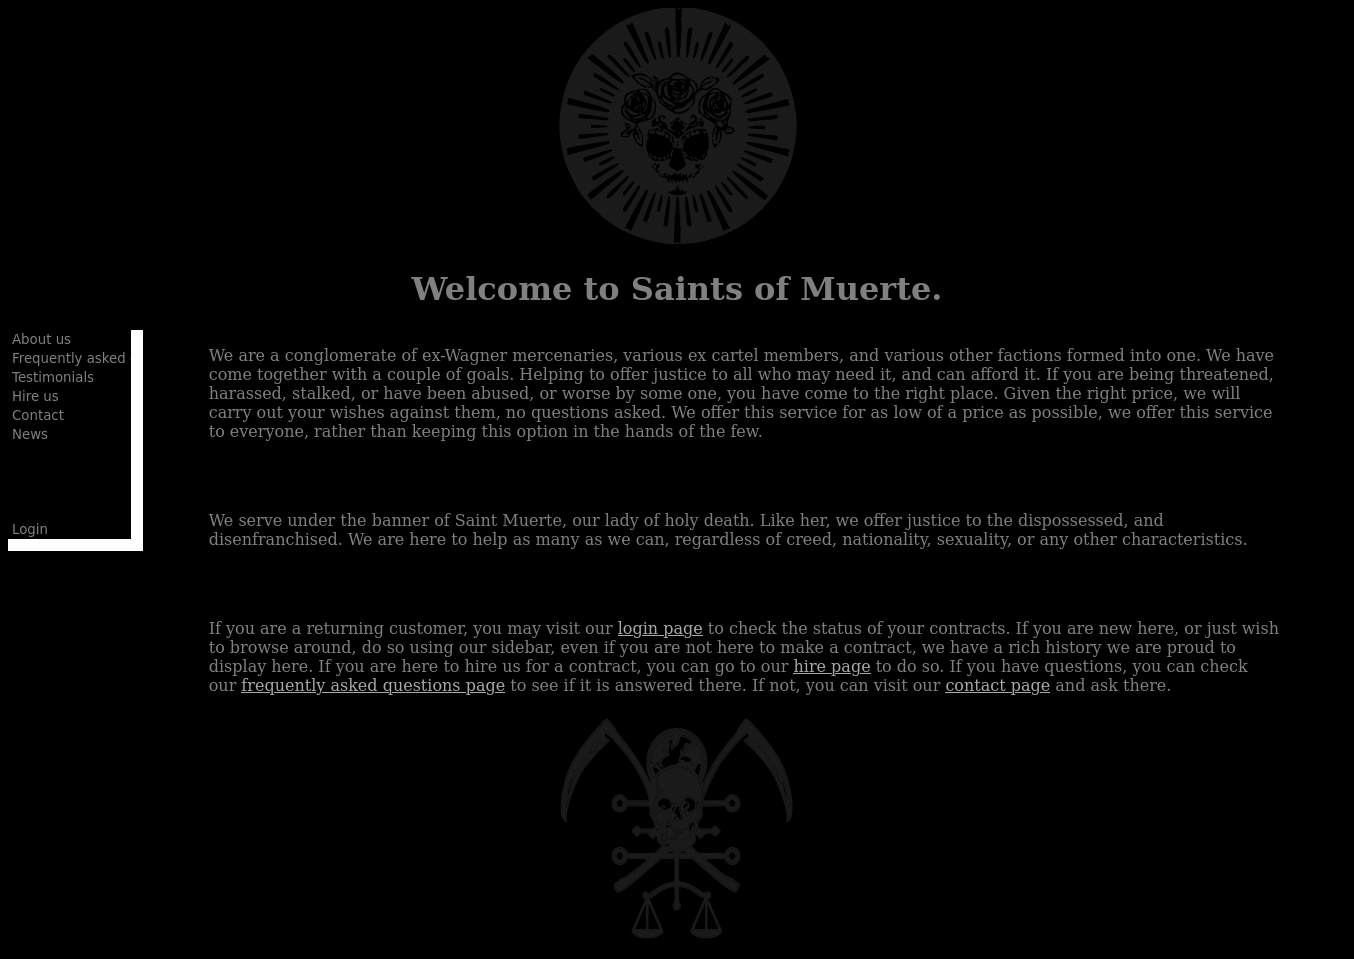 Welcome to Saints of Muerte.
About us
Frequently asked
Testimonials
Hire us
Contact
News
Login
We are a conglomerate of ex-Wagner mercenaries, various ex cartel members, and various other factions formed into one. We have
come together with a couple of goals. Helping to offer justice to all who may need it, and can afford it. If you are being threatened,
harassed, stalked, or have been abused, or worse by some one, you have come to the right place. Given the right price, we will
carry out your wishes against them, no questions asked. We offer this service for as low of a price as possible, we offer this service
to everyone, rather than keeping this option in the hands of the few.
We serve under the banner of Saint Muerte, our lady of holy death. Like her, we offer justice to the dispossessed, and
disenfranchised. We are here to help as many as we can, regardless of creed, nationality, sexuality, or any other characteristics.
If you are a returning customer, you may visit our login page to check the status of your contracts. If you are new here, or just wish
to browse around, do so using our sidebar, even if you are not here to make a contract, we have a rich history we are proud to
display here. If you are here to hire us for a contract, you can go to our hire page to do so. If you have questions, you can check
our frequently asked questions page to see if it is answered there. If not, you can visit our contact page and ask there.